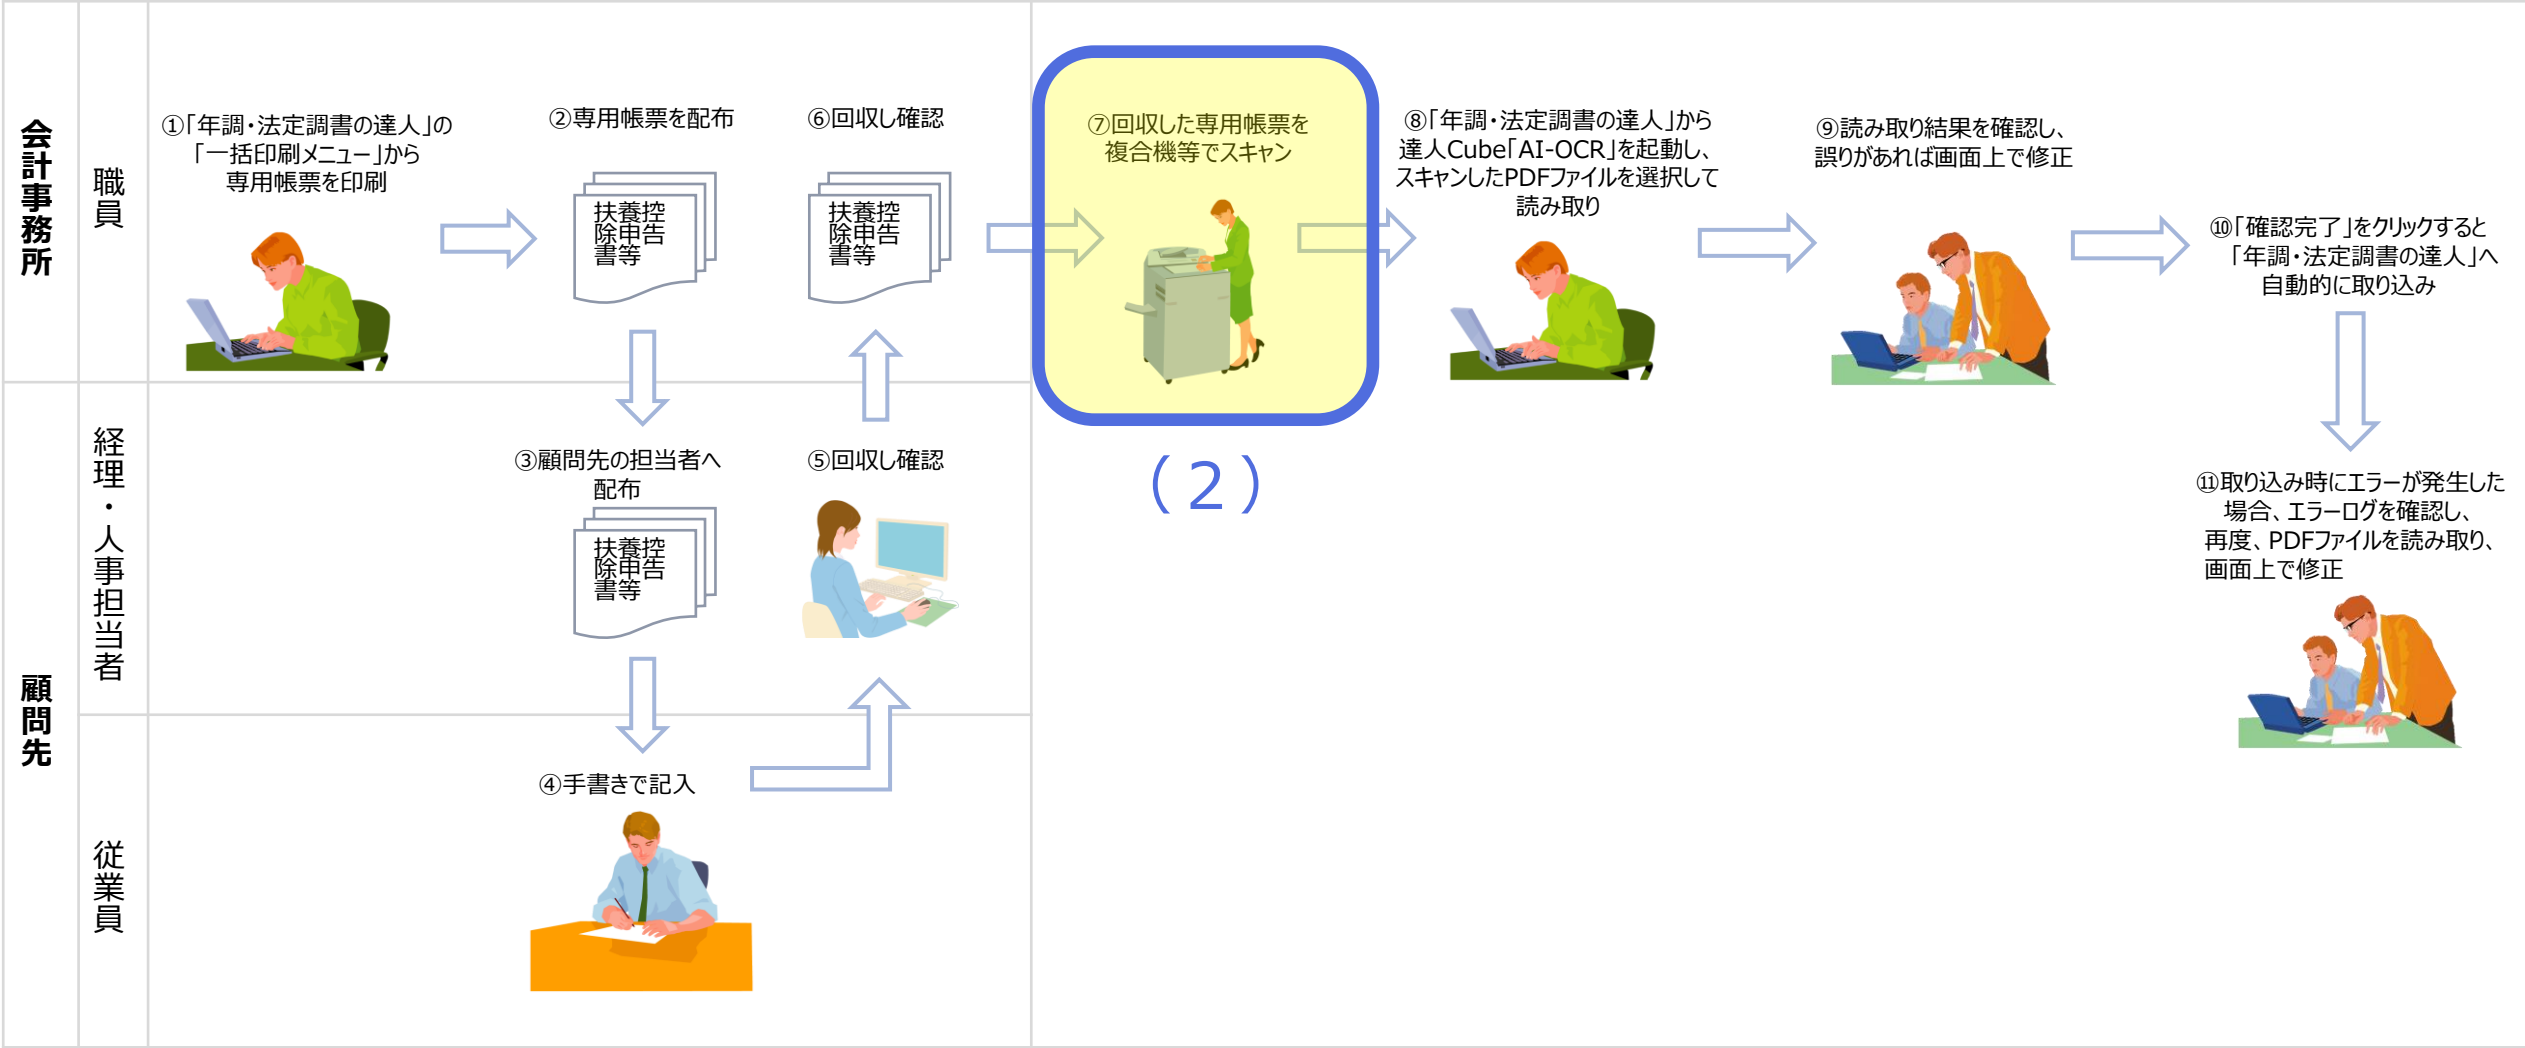 会計事務所
職員
①「年調・法定調書の達人」の
「一括印刷メニュー」から
専用帳票を印刷
②専用帳票を配布
扶養控
除申告
書等
⑥回収し確認
扶養控
除申告
書等
⑦回収した専用帳票を
複合機等でスキャン
⑧「年調・法定調書の達人」から
達人Cube「AI-OCR」を起動し、
スキャンしたPDFファイルを選択して
読み取り
⑨読み取り結果を確認し、
誤りがあれば画面上で修正
⑩「確認完了」をクリックすると
「年調・法定調書の達人」へ
自動的に取り込み
顧問先
経理・人事担当者
③顧問先の担当者へ
配布
扶養控
除申告
書等
⑤回収し確認
（２）
⑪取り込み時にエラーが発生した
場合、エラーログを確認し、
再度、PDFファイルを読み取り、
画面上で修正
従業員
④手書きで記入